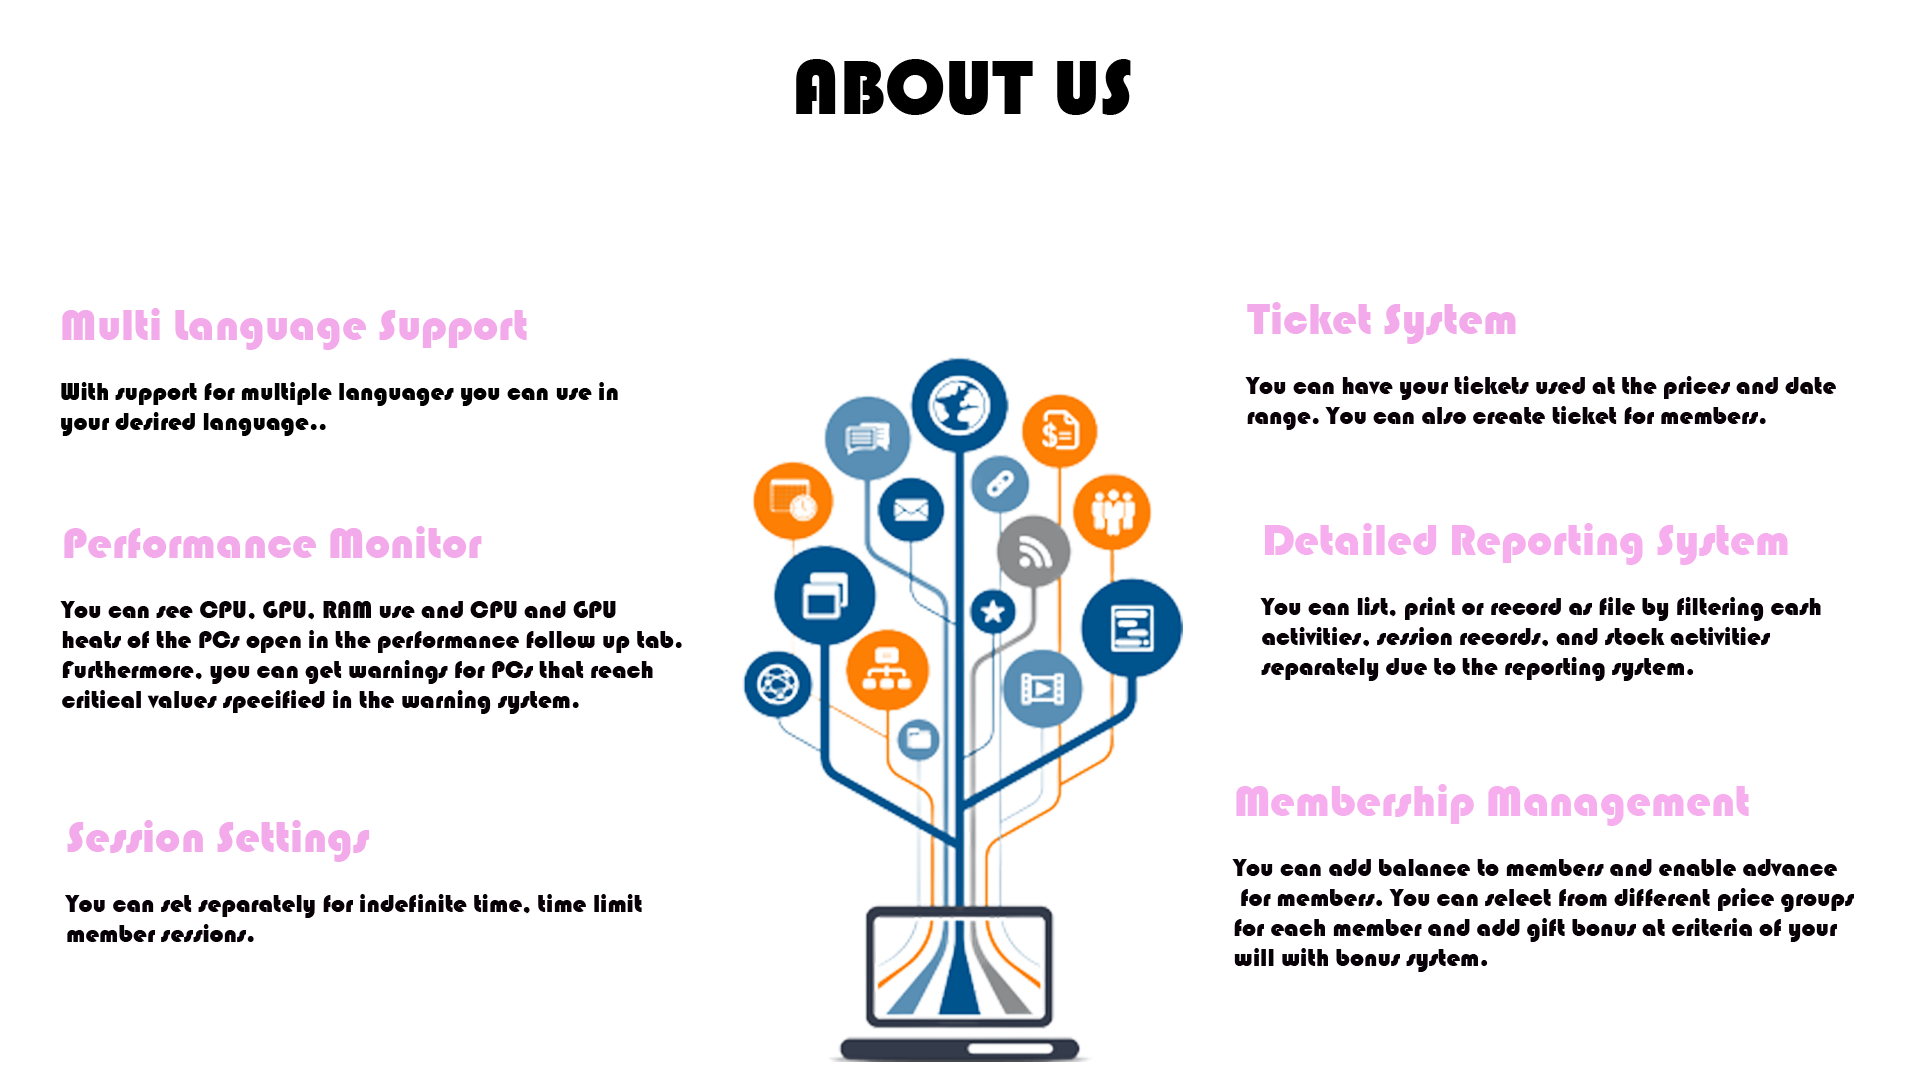 ABOUT US
Multi Language Support
With support for multiple languages you can use in
your desired language..
Performance Monitor
You can see CPU, GPU, RAM use and CPU and GPU
heats of the PCs open in the performance follow up tab.
Furthermore, you can get warnings for PCs that reach
critical values specified in the warning system.
Session Settings
You can set separately for indefinite time, time limit
member sessions.
Ticket System
You can have your tickets used at the prices and date
range. You can also create ticket for members.
Detailed Reporting System
You can list, print or record as file by filtering cash
activities, session records, and stock activities
separately due to the reporting system.
Membership Management
You can add balance to members and enable advance
for members. You can select from different price groups
for each member and add gift bonus at criteria of your
will with bonus system.